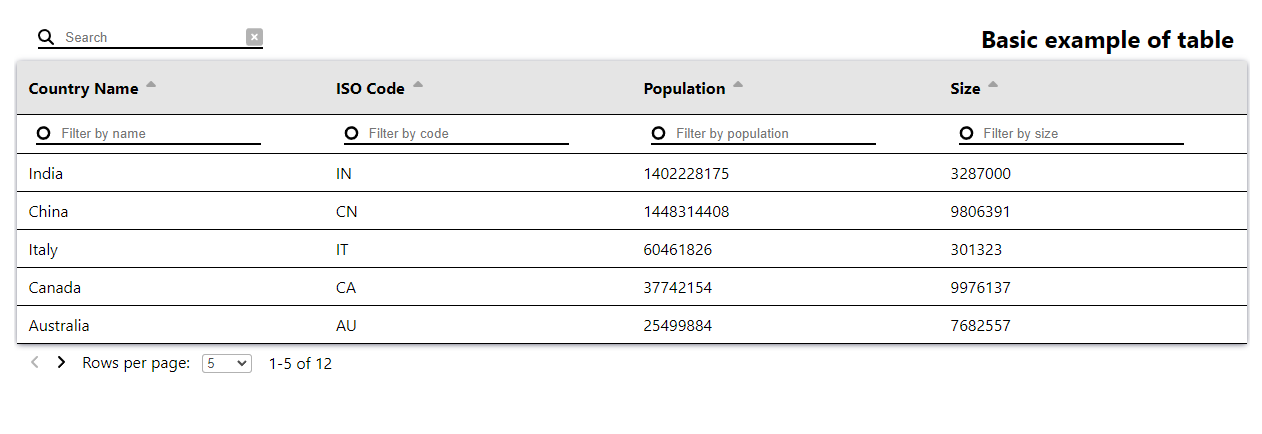 Search
Basic example of table
Country Name ISO Code Population Size
Filter by name Filter by code Filter by population Filter by size
India IN 1402228175 3287000
China CN 1448314408 9806391
Italy IT 60461826 301323
Canada CA 37742154 9976137
Australia AU 25499884 7682557
Rows per page: 5 1-5 of 12